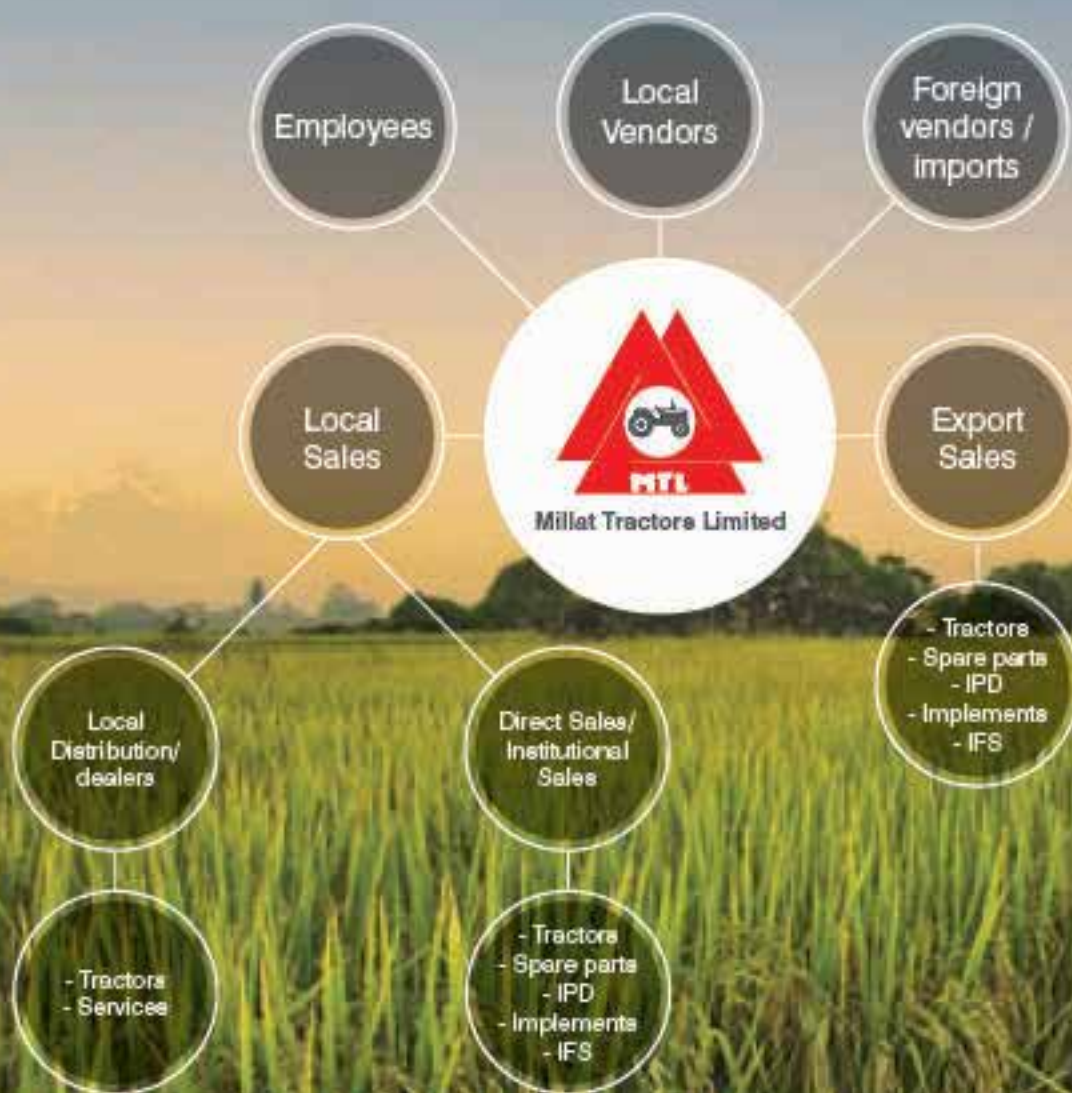 Employees
Local
Vendors
Foreign
vendors /
imports
Local
Sales
MTL
Millat Tractors Limited
Export
Sales
- Tractors
- Spare parts
- IPD
- Implements
- IFS
Local
Distribution/
dealers
Direct Sales/
Institutional
Sales
- Tractors
- Services
- Tractors
- Spare parts
- IPD
- Implements
- IFS